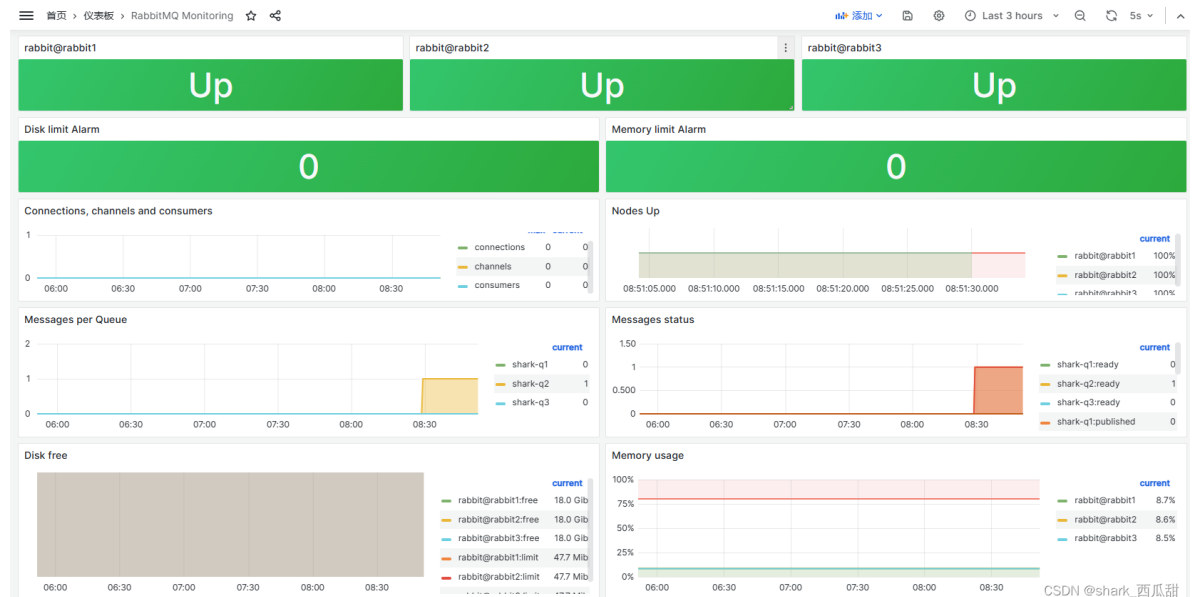 首页 › 仪表板 › RabbitMQ Monitoring 添加 Last 3 hours 5s
rabbit@rabbit1 rabbit@rabbit2 rabbit@rabbit3
Up Up Up
Disk limit Alarm Memory limit Alarm
0 0
Connections, channels and consumers
1
0
06:00 06:30 07:00 07:30 08:00 08:30
connections 0 0
channels 0 0
consumers 0 0
Nodes Up
08:51:05.000 08:51:10.000 08:51:15.000 08:51:20.000 08:51:25.000 08:51:30.000
current
rabbit@rabbit1 100%
rabbit@rabbit2 100%
rabbit@rabbit3 100%
Messages per Queue
2
1
0
06:00 06:30 07:00 07:30 08:00 08:30
current
shark-q1 0
shark-q2 1
shark-q3 0
Messages status
1.50
1
0.500
0
06:00 06:30 07:00 07:30 08:00 08:30
current
shark-q1:ready 0
shark-q2:ready 1
shark-q3:ready 0
shark-q1:published 0
Disk free
06:00 06:30 07:00 07:30 08:00 08:30
current
rabbit@rabbit1:free 18.0 Gib
rabbit@rabbit2:free 18.0 Gib
rabbit@rabbit3:free 18.0 Gib
rabbit@rabbit1:limit 47.7 Mib
rabbit@rabbit2:limit 47.7 Mib
Memory usage
100%
75%
50%
25%
0%
06:00 06:30 07:00 07:30 08:00 08:30
current
rabbit@rabbit1 8.7%
rabbit@rabbit2 8.6%
rabbit@rabbit3 8.5%
CSDN @shark_西瓜甜